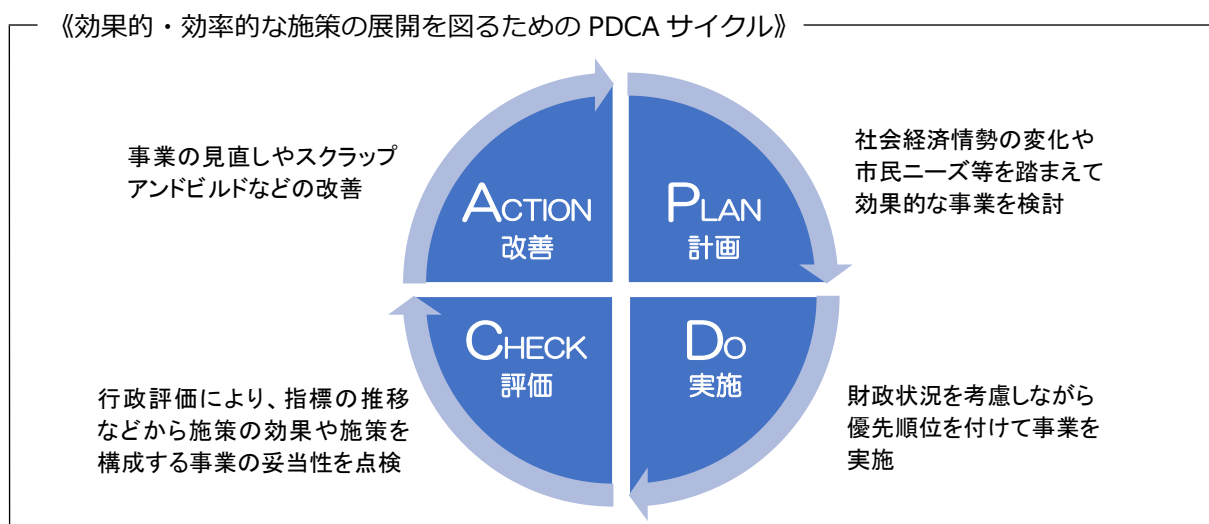 《効果的・効率的な施策の展開を図るための PDCA サイクル》
事業の見直しやスクラップ
アンドビルドなどの改善
ACTION
改善
PLAN
計画
社会経済情勢の変化や
市民ニーズ等を踏まえて
効果的な事業を検討
行政評価により、指標の推移
などから施策の効果や施策を
構成する事業の妥当性を点検
CHECK
評価
DO
実施
財政状況を考慮しながら
優先順位を付けて事業を
実施